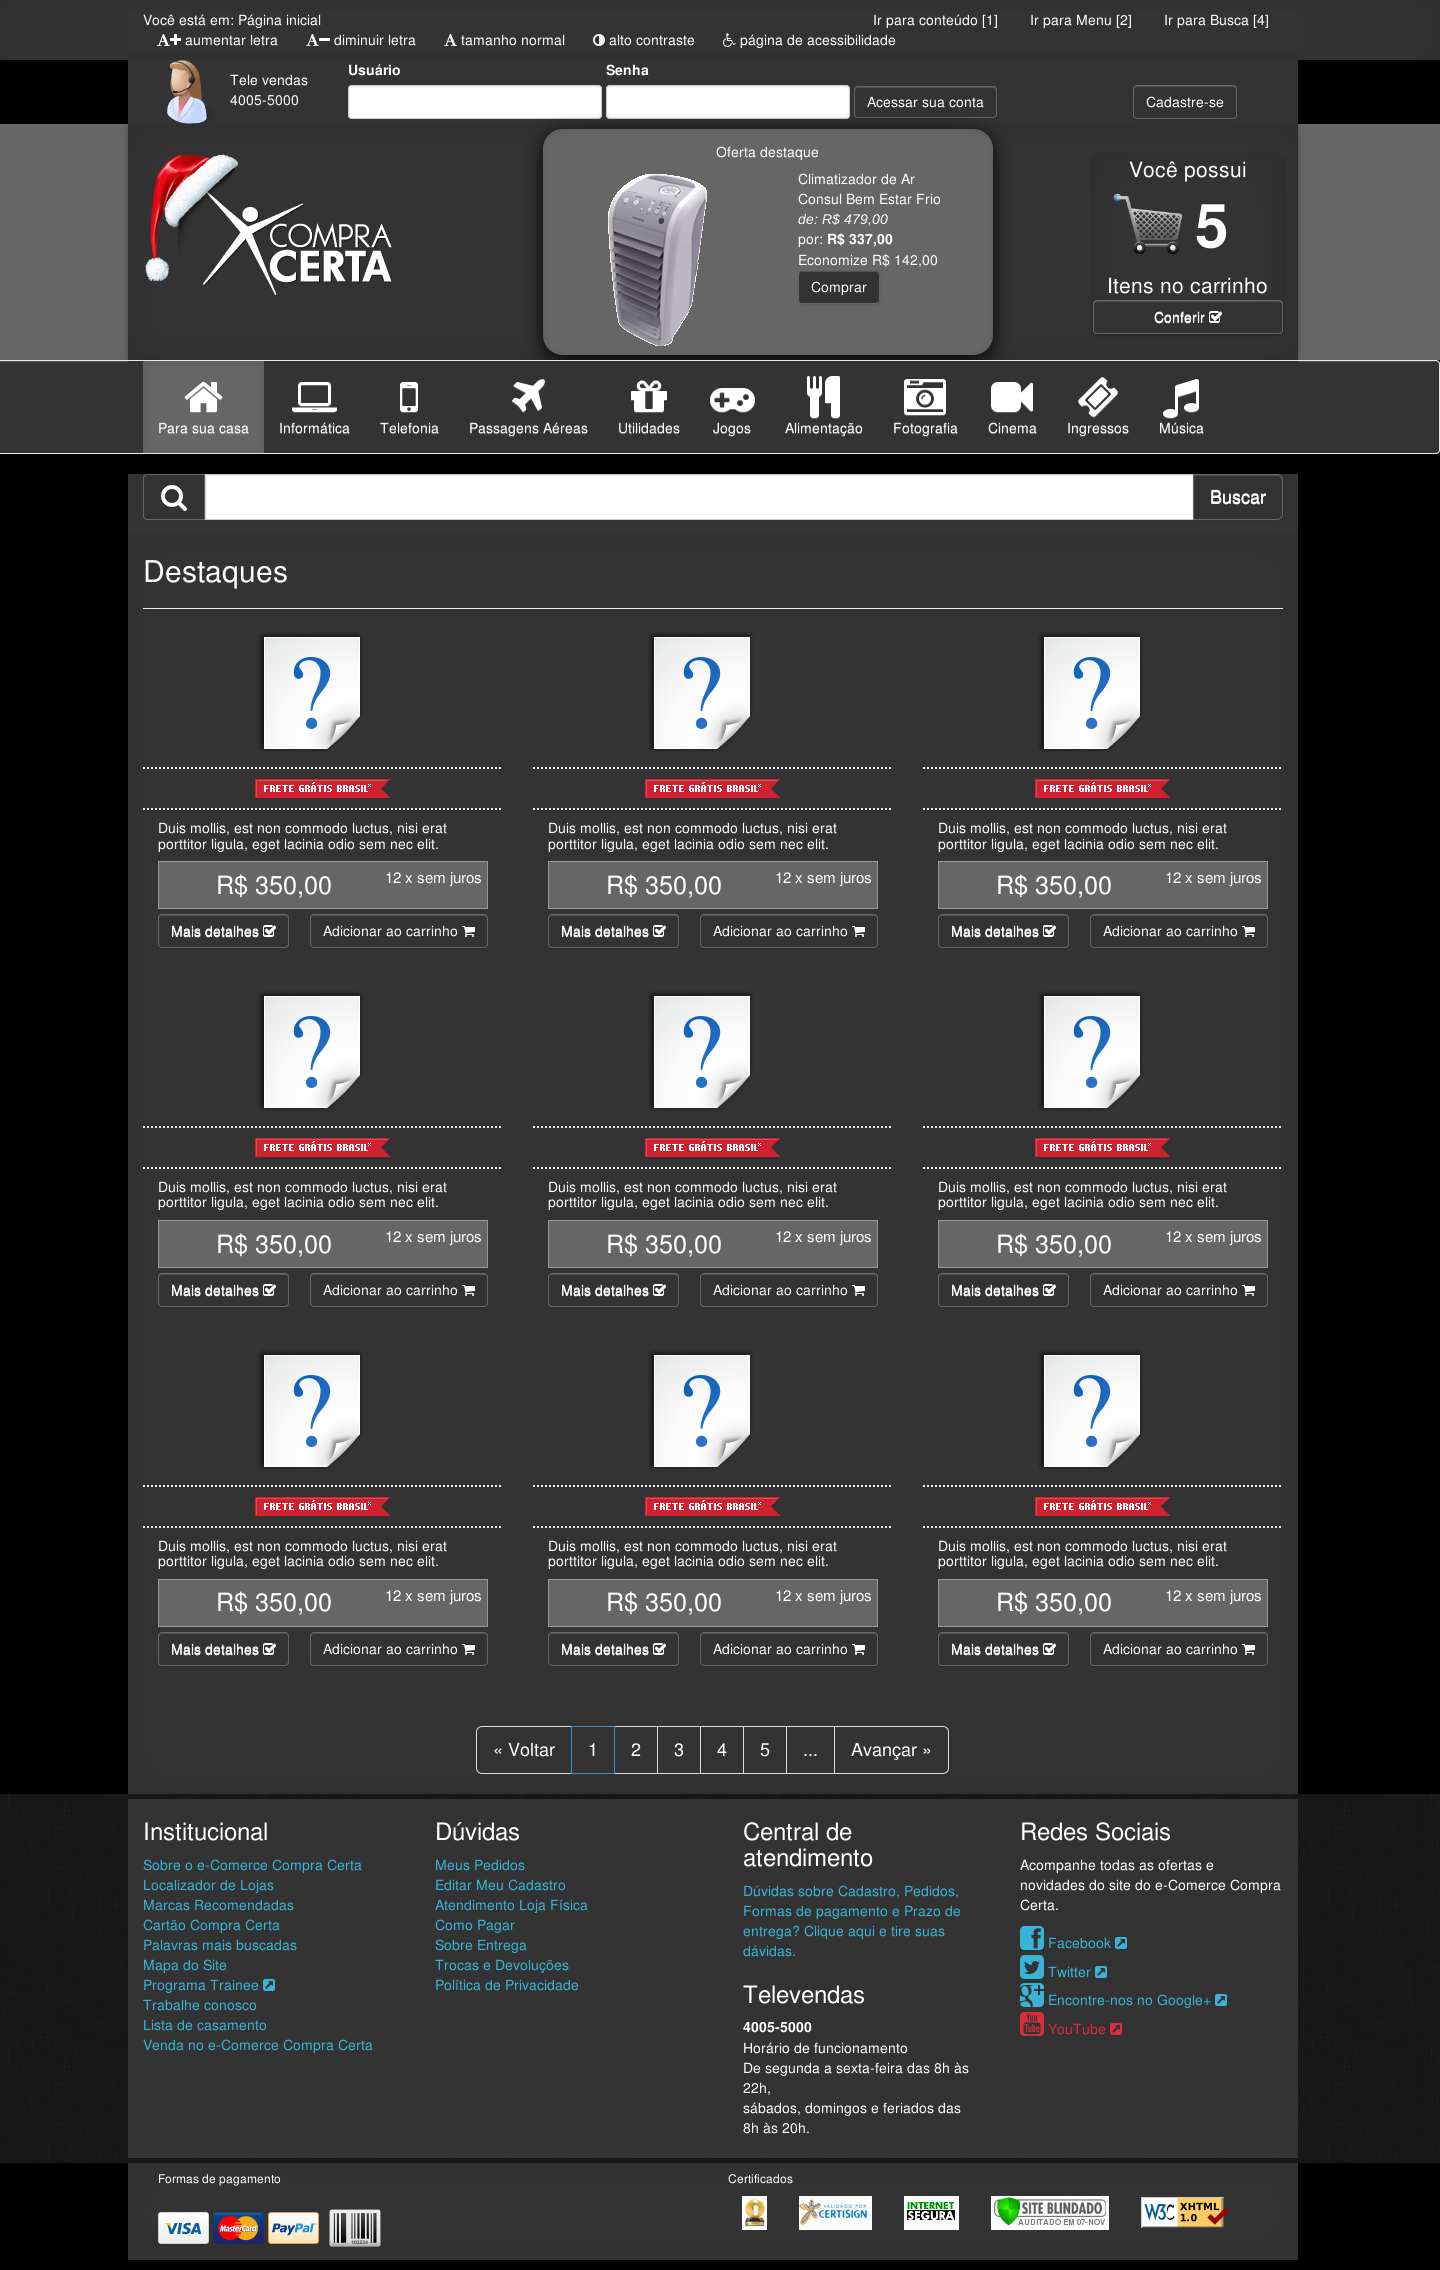 Você está em: Página inicial
Ir para conteúdo [1] Ir para Menu [2] Ir para Busca [4]
A+ aumentar letra A− diminuir letra A tamanho normal alto contraste página de acessibilidade
Tele vendas
4005-5000
Usuário
Senha
Acessar sua conta
Cadastre-se
COMPRA
CERTA
Oferta destaque
Climatizador de Ar
Consul Bem Estar Frio
de: R$ 479,00
por: R$ 337,00
Economize R$ 142,00
Comprar
Você possui
5
Itens no carrinho
Conferir
Para sua casa Informática Telefonia Passagens Aéreas Utilidades Jogos Alimentação Fotografia Cinema Ingressos Música
Buscar
Destaques
? ? ?
FRETE GRÁTIS BRASIL* FRETE GRÁTIS BRASIL* FRETE GRÁTIS BRASIL*
Duis mollis, est non commodo luctus, nisi erat Duis mollis, est non commodo luctus, nisi erat Duis mollis, est non commodo luctus, nisi erat
porttitor ligula, eget lacinia odio sem nec elit. porttitor ligula, eget lacinia odio sem nec elit. porttitor ligula, eget lacinia odio sem nec elit.
R$ 350,00 12 x sem juros R$ 350,00 12 x sem juros R$ 350,00 12 x sem juros
Mais detalhes Adicionar ao carrinho Mais detalhes Adicionar ao carrinho Mais detalhes Adicionar ao carrinho
? ? ?
FRETE GRÁTIS BRASIL* FRETE GRÁTIS BRASIL* FRETE GRÁTIS BRASIL*
Duis mollis, est non commodo luctus, nisi erat Duis mollis, est non commodo luctus, nisi erat Duis mollis, est non commodo luctus, nisi erat
porttitor ligula, eget lacinia odio sem nec elit. porttitor ligula, eget lacinia odio sem nec elit. porttitor ligula, eget lacinia odio sem nec elit.
R$ 350,00 12 x sem juros R$ 350,00 12 x sem juros R$ 350,00 12 x sem juros
Mais detalhes Adicionar ao carrinho Mais detalhes Adicionar ao carrinho Mais detalhes Adicionar ao carrinho
? ? ?
FRETE GRÁTIS BRASIL* FRETE GRÁTIS BRASIL* FRETE GRÁTIS BRASIL*
Duis mollis, est non commodo luctus, nisi erat Duis mollis, est non commodo luctus, nisi erat Duis mollis, est non commodo luctus, nisi erat
porttitor ligula, eget lacinia odio sem nec elit. porttitor ligula, eget lacinia odio sem nec elit. porttitor ligula, eget lacinia odio sem nec elit.
R$ 350,00 12 x sem juros R$ 350,00 12 x sem juros R$ 350,00 12 x sem juros
Mais detalhes Adicionar ao carrinho Mais detalhes Adicionar ao carrinho Mais detalhes Adicionar ao carrinho
« Voltar 1 2 3 4 5 ... Avançar »
Institucional
Sobre o e-Comerce Compra Certa
Localizador de Lojas
Marcas Recomendadas
Cartão Compra Certa
Palavras mais buscadas
Mapa do Site
Programa Trainee
Trabalhe conosco
Lista de casamento
Venda no e-Comerce Compra Certa
Dúvidas
Meus Pedidos
Editar Meu Cadastro
Atendimento Loja Física
Como Pagar
Sobre Entrega
Trocas e Devoluções
Política de Privacidade
Central de
atendimento
Dúvidas sobre Cadastro, Pedidos,
Formas de pagamento e Prazo de
entrega? Clique aqui e tire suas
dávidas.
Televendas
4005-5000
Horário de funcionamento
De segunda a sexta-feira das 8h às
22h,
sábados, domingos e feriados das
8h às 20h.
Redes Sociais
Acompanhe todas as ofertas e
novidades do site do e-Comerce Compra
Certa.
Facebook
Twitter
Encontre-nos no Google+
You Tube YouTube
Formas de pagamento
VISA MasterCard PayPal
Certificados
VALIDADO POR
CERTISIGN
INTERNET
SEGURA
SITE BLINDADO
AUDITADO EM 07-NOV
W3C XHTML
1.0